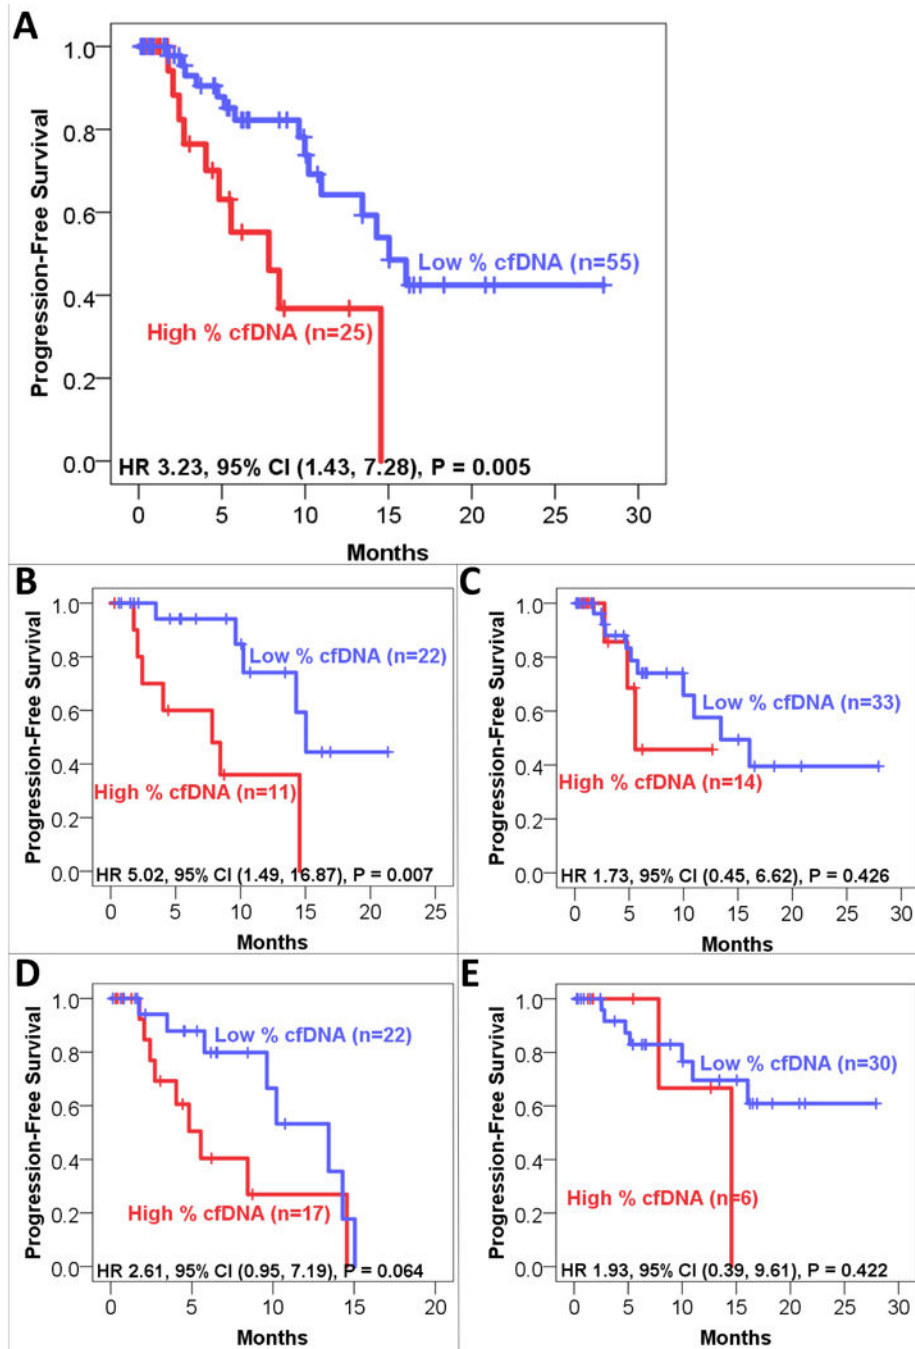 A
Progression-Free Survival
1.0
0.8
0.6
0.4
0.2
0.0
Low % cfDNA (n=55)
High % cfDNA (n=25)
HR 3.23, 95% CI (1.43, 7.28), P = 0.005
0 5 10 15 20 25 30
Months
B
Progression-Free Survival
1.0
0.8
0.6
0.4
0.2
0.0
Low % cfDNA (n=22)
High % cfDNA (n=11)
HR 5.02, 95% CI (1.49, 16.87), P = 0.007
0 5 10 15 20 25
Months
C
Progression-Free Survival
1.0
0.8
0.6
0.4
0.2
0.0
Low % cfDNA (n=33)
High % cfDNA (n=14)
HR 1.73, 95% CI (0.45, 6.62), P = 0.426
0 5 10 15 20 25 30
Months
D
Progression-Free Survival
1.0
0.8
0.6
0.4
0.2
0.0
Low % cfDNA (n=22)
High % cfDNA (n=17)
HR 2.61, 95% CI (0.95, 7.19), P = 0.064
0 5 10 15 20
Months
E
Progression-Free Survival
1.0
0.8
0.6
0.4
0.2
0.0
Low % cfDNA (n=30)
High % cfDNA (n=6)
HR 1.93, 95% CI (0.39, 9.61), P = 0.422
0 5 10 15 20 25 30
Months